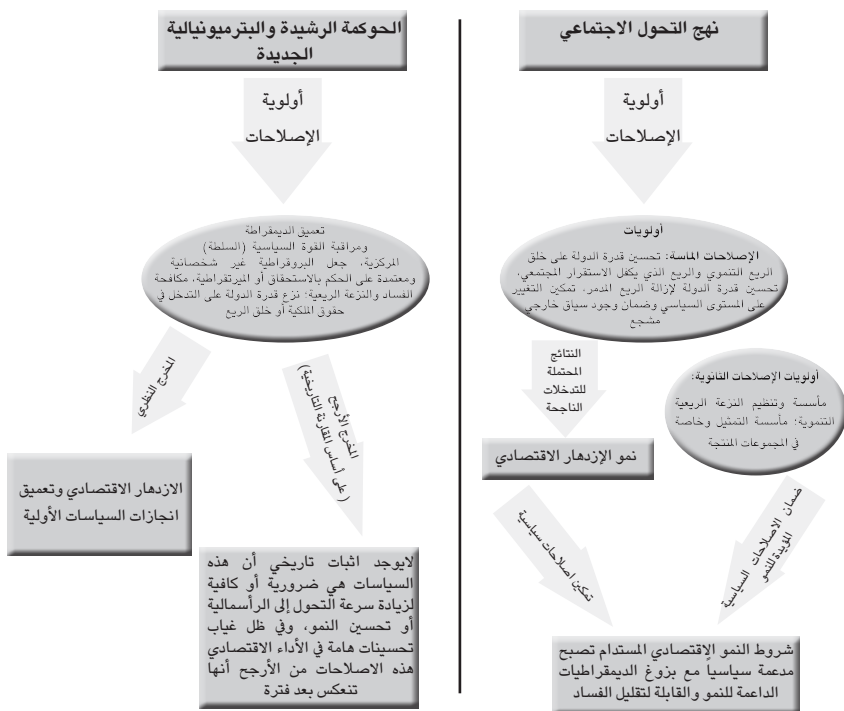 نهج التحول الاجتماعي
أولوية
الإصلاحات
أولويات
الإصلاحات الماسة: تحسين قدرة الدولة على خلق
الريع التنموي والريع الذي يكفل الاستقرار المجتمعي،
تحسين قدرة الدولة لإزالة الريع المدمر، تمكين التغيير
على المستوى السياسي وضمان وجود سياق خارجي
مشجع
النتائج
المحتملة
للتدخلات
الناجحة
أولويات الإصلاحات الثانوية:
مأسسة وتنظيم النزعة الريعية
التنموية؛ مأسسة التمثيل وخاصة
في المجموعات المنتجة
نمو الإزدهار الاقتصادي
تمكين اصلاحات سياسية
ضمان الاصلاحات السياسية
المؤيدة للنمو
شروط النمو الاقتصادي المستدام تصبح
مدعمة سياسياً مع بزوغ الديمقراطيات
الداعمة للنمو والقابلة لتقليل الفساد
الحوكمة الرشيدة والبترميونيالية
الجديدة
أولوية
الإصلاحات
تعميق الديمقراطة
ومراقبة القوة السياسية (السلطة)
المركزية، جعل البروقراطية غير شخصانية
ومعتمدة على الحكم بالاستحقاق أو الميرتقراطية، مكافحة
الفساد والنزعة الريعية؛ نزع قدرة الدولة على التدخل في
حقوق الملكية أو خلق الريع
المخرج النظري
المخرج الأرجح
(على أساس المقارنة التاريخية)
الازدهار الاقتصادي وتعميق
انجازات السياسات الأولية
لايوجد اثبات تاريخي أن هذه
السياسات هي ضرورية أو كافية
لزيادة سرعة التحول إلى الرأسمالية
أو تحسين النمو، وفي ظل غياب
تحسينات هامة في الأداء الاقتصادي
هذه الاصلاحات من الأرجح أنها
تنعكس بعد فترة